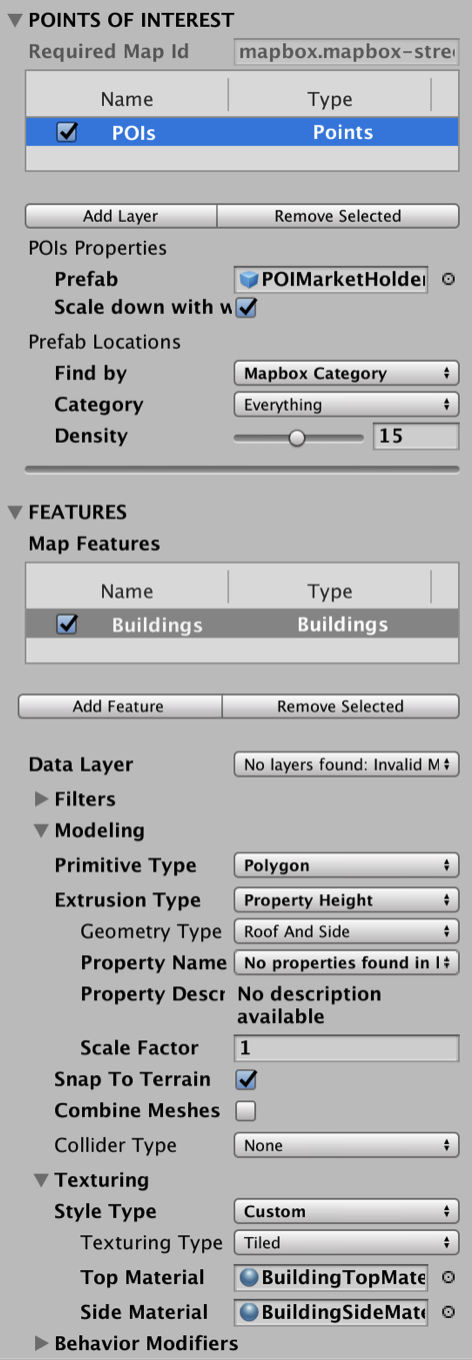 POINTS OF INTEREST
Required Map Id mapbox.mapbox-stre
Name Type
POIs Points
Add Layer Remove Selected
POIs Properties
Prefab POIMarketHolder
Scale down with w
Prefab Locations
Find by Mapbox Category
Category Everything
Density 15
FEATURES
Map Features
Name Type
Buildings Buildings
Add Feature Remove Selected
Data Layer No layers found: Invalid M
Filters
Modeling
Primitive Type Polygon
Extrusion Type Property Height
Geometry Type Roof And Side
Property Name No properties found in l
Property Descr No description
available
Scale Factor 1
Snap To Terrain
Combine Meshes
Collider Type None
Texturing
Style Type Custom
Texturing Type Tiled
Top Material BuildingTopMate
Side Material BuildingSideMate
Behavior Modifiers